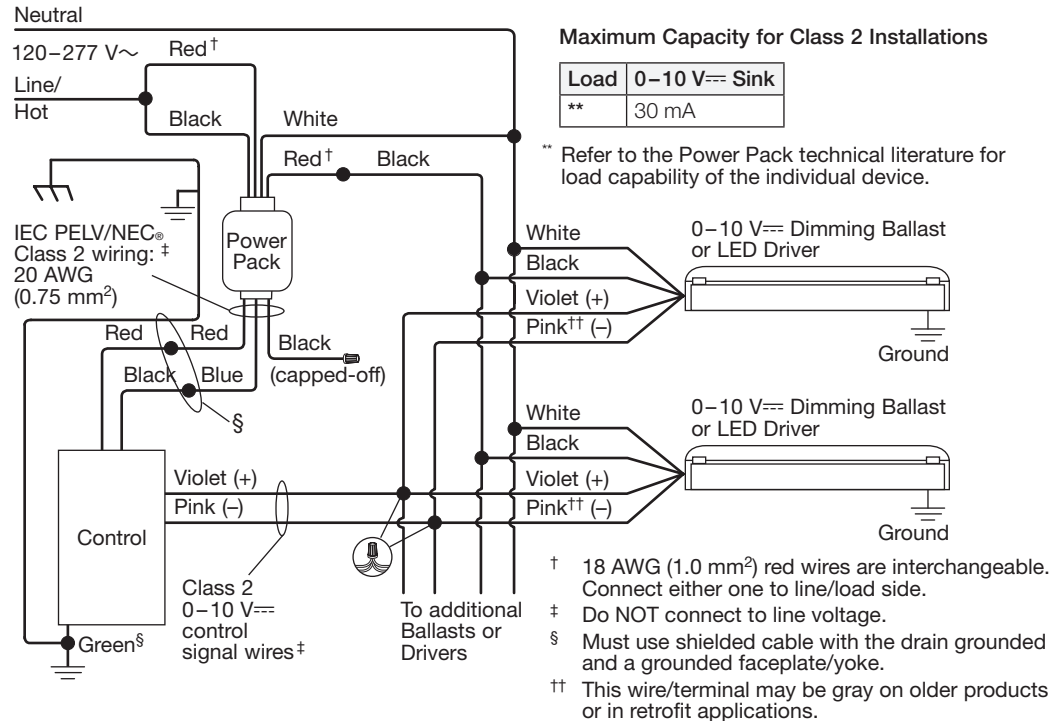 Neutral
120–277 V~
Line/
Hot
Red†
Black
White
Red†
Black
Power
Pack
IEC PELV/NEC®
Class 2 wiring: ‡
20 AWG
(0.75 mm²)
Red
Red
Black
Blue
Black
(capped-off)
§
Control
Violet (+)
Pink (–)
Class 2
0–10 V⎓
control
signal wires‡
Green§
To additional
Ballasts or
Drivers
Maximum Capacity for Class 2 Installations
Load 0–10 V⎓ Sink
** 30 mA
** Refer to the Power Pack technical literature for
load capability of the individual device.
White
Black
Violet (+)
Pink†† (–)
0–10 V⎓ Dimming Ballast
or LED Driver
Ground
White
Black
Violet (+)
Pink†† (–)
0–10 V⎓ Dimming Ballast
or LED Driver
Ground
† 18 AWG (1.0 mm²) red wires are interchangeable.
Connect either one to line/load side.
‡ Do NOT connect to line voltage.
§ Must use shielded cable with the drain grounded
and a grounded faceplate/yoke.
†† This wire/terminal may be gray on older products
or in retrofit applications.